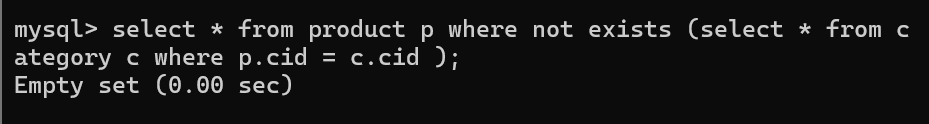 mysql> select * from product p where not exists (select * from c
ategory c where p.cid = c.cid );
Empty set (0.00 sec)